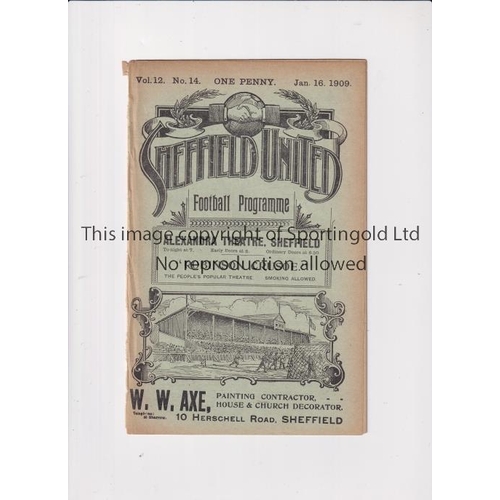 Vol. 12. No. 14. ONE PENNY. Jan. 16. 1909.
SHEFFIELD UNITED
Football Programme
This image copyright of Sportingold Ltd
ALEXANDRA THEATRE, SHEFFIELD
No reproduction allowed
THE PEOPLE'S POPULAR THEATRE. SMOKING ALLOWED.
W. W. AXE,
PAINTING CONTRACTOR,
HOUSE & CHURCH DECORATOR.
10 HERSCHELL ROAD, SHEFFIELD